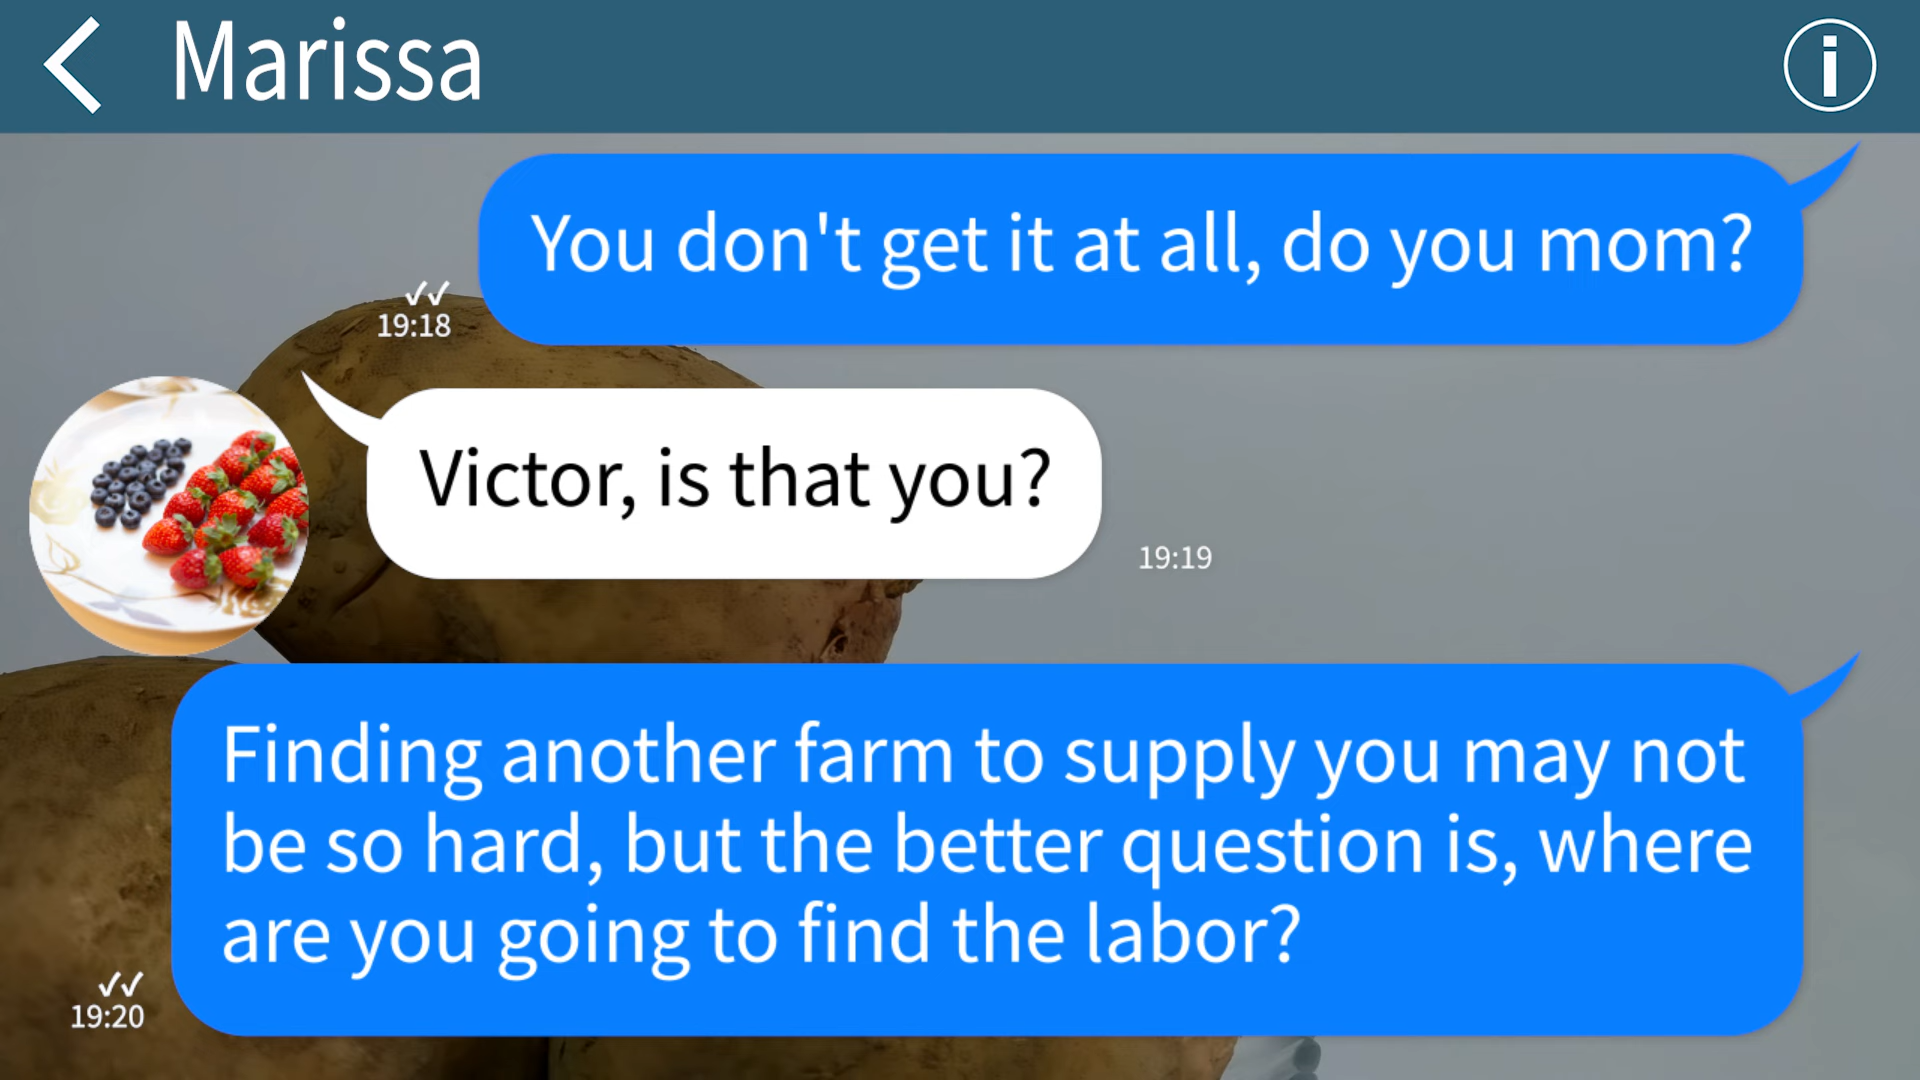 Marissa
You don't get it at all, do you mom?
✓✓
19:18
Victor, is that you?
19:19
Finding another farm to supply you may not
be so hard, but the better question is, where
are you going to find the labor?
✓✓
19:20